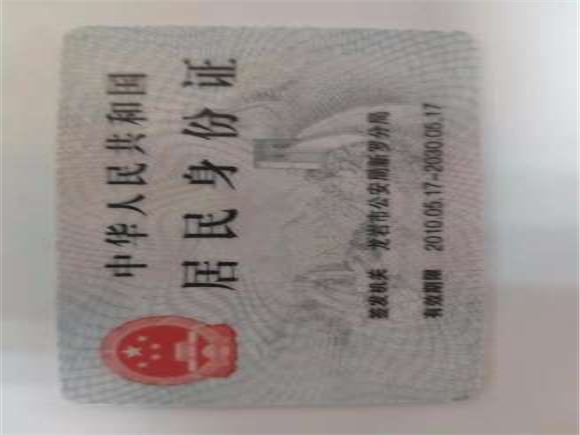 中华人民共和国
居民身份证
签发机关 龙岩市公安局新罗分局
有效期限 2010.05.17-2030.05.17